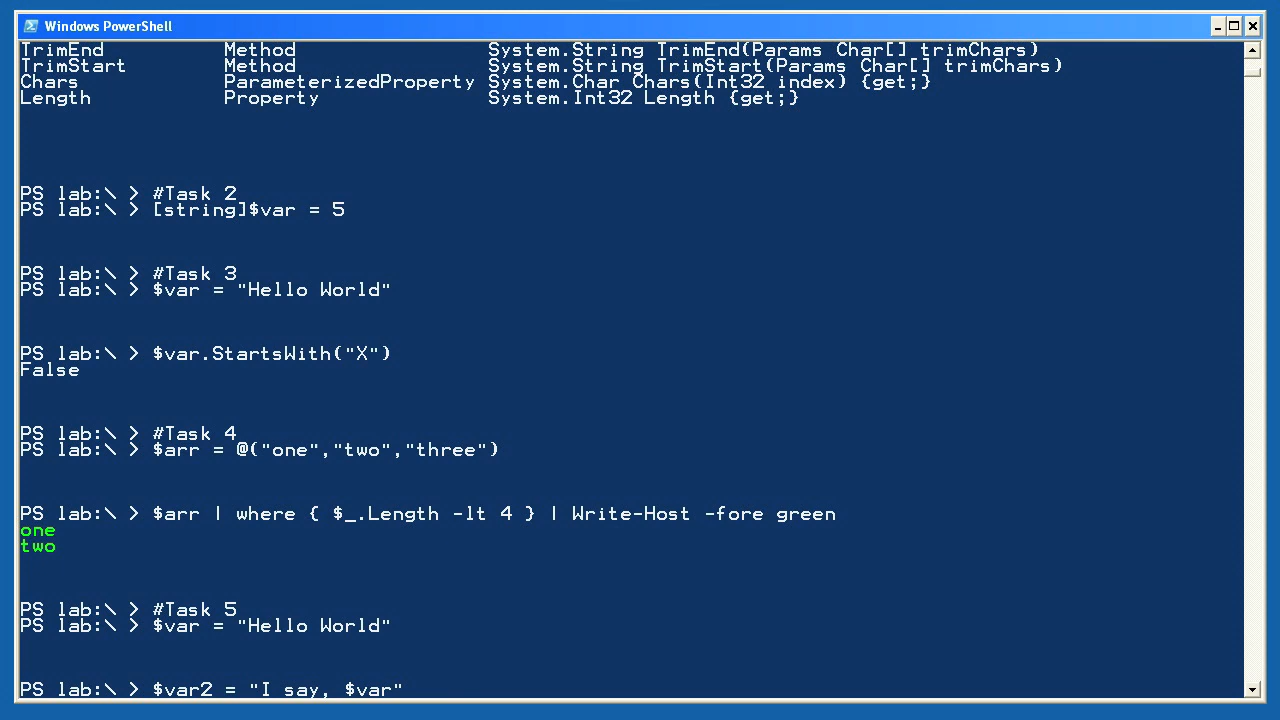 Windows PowerShell
TrimEnd Method System.String TrimEnd(Params Char[] trimChars)
TrimStart Method System.String TrimStart(Params Char[] trimChars)
Chars ParameterizedProperty System.Char Chars(Int32 index) {get;}
Length Property System.Int32 Length {get;}
PS lab:\ > #Task 2
PS lab:\ > [string]$var = 5
PS lab:\ > #Task 3
PS lab:\ > $var = "Hello World"
PS lab:\ > $var.StartsWith("X")
False
PS lab:\ > #Task 4
PS lab:\ > $arr = @("one","two","three")
PS lab:\ > $arr | where { $_.Length -lt 4 } | Write-Host -fore green
one
two
PS lab:\ > #Task 5
PS lab:\ > $var = "Hello World"
PS lab:\ > $var2 = "I say, $var"